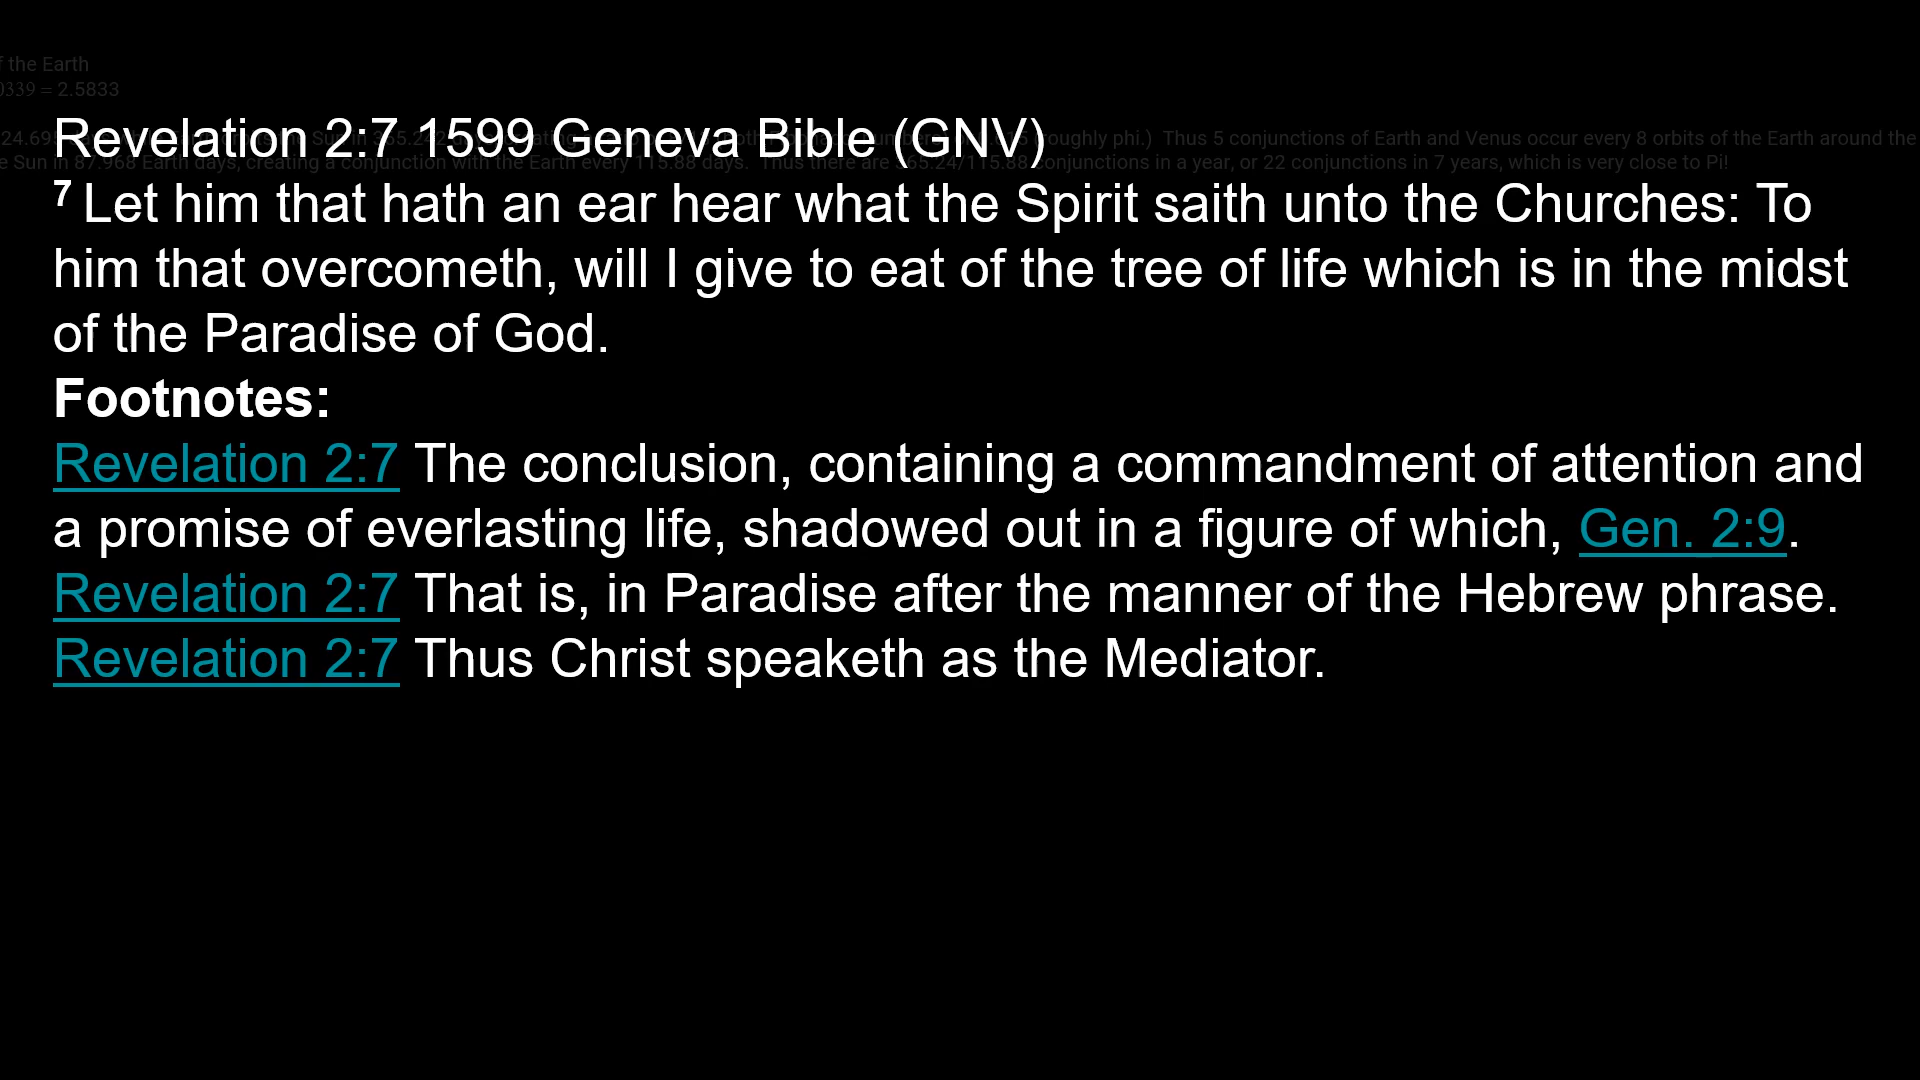 f the Earth
0339 = 2.5833
Revelation 2:7 1599 Geneva Bible (GNV)
24.69 roughly phi.) Thus 5 conjunctions of Earth and Venus occur every 8 orbits of the Earth around the
e Sun in 87.968 Earth days, creating a conjunction with the Earth every 115.88 days. Thus there are 365.24/115.88 conjunctions in a year, or 22 conjunctions in 7 years, which is very close to Pi!
7 Let him that hath an ear hear what the Spirit saith unto the Churches: To
him that overcometh, will I give to eat of the tree of life which is in the midst
of the Paradise of God.
Footnotes:
Revelation 2:7 The conclusion, containing a commandment of attention and
a promise of everlasting life, shadowed out in a figure of which, Gen. 2:9.
Revelation 2:7 That is, in Paradise after the manner of the Hebrew phrase.
Revelation 2:7 Thus Christ speaketh as the Mediator.